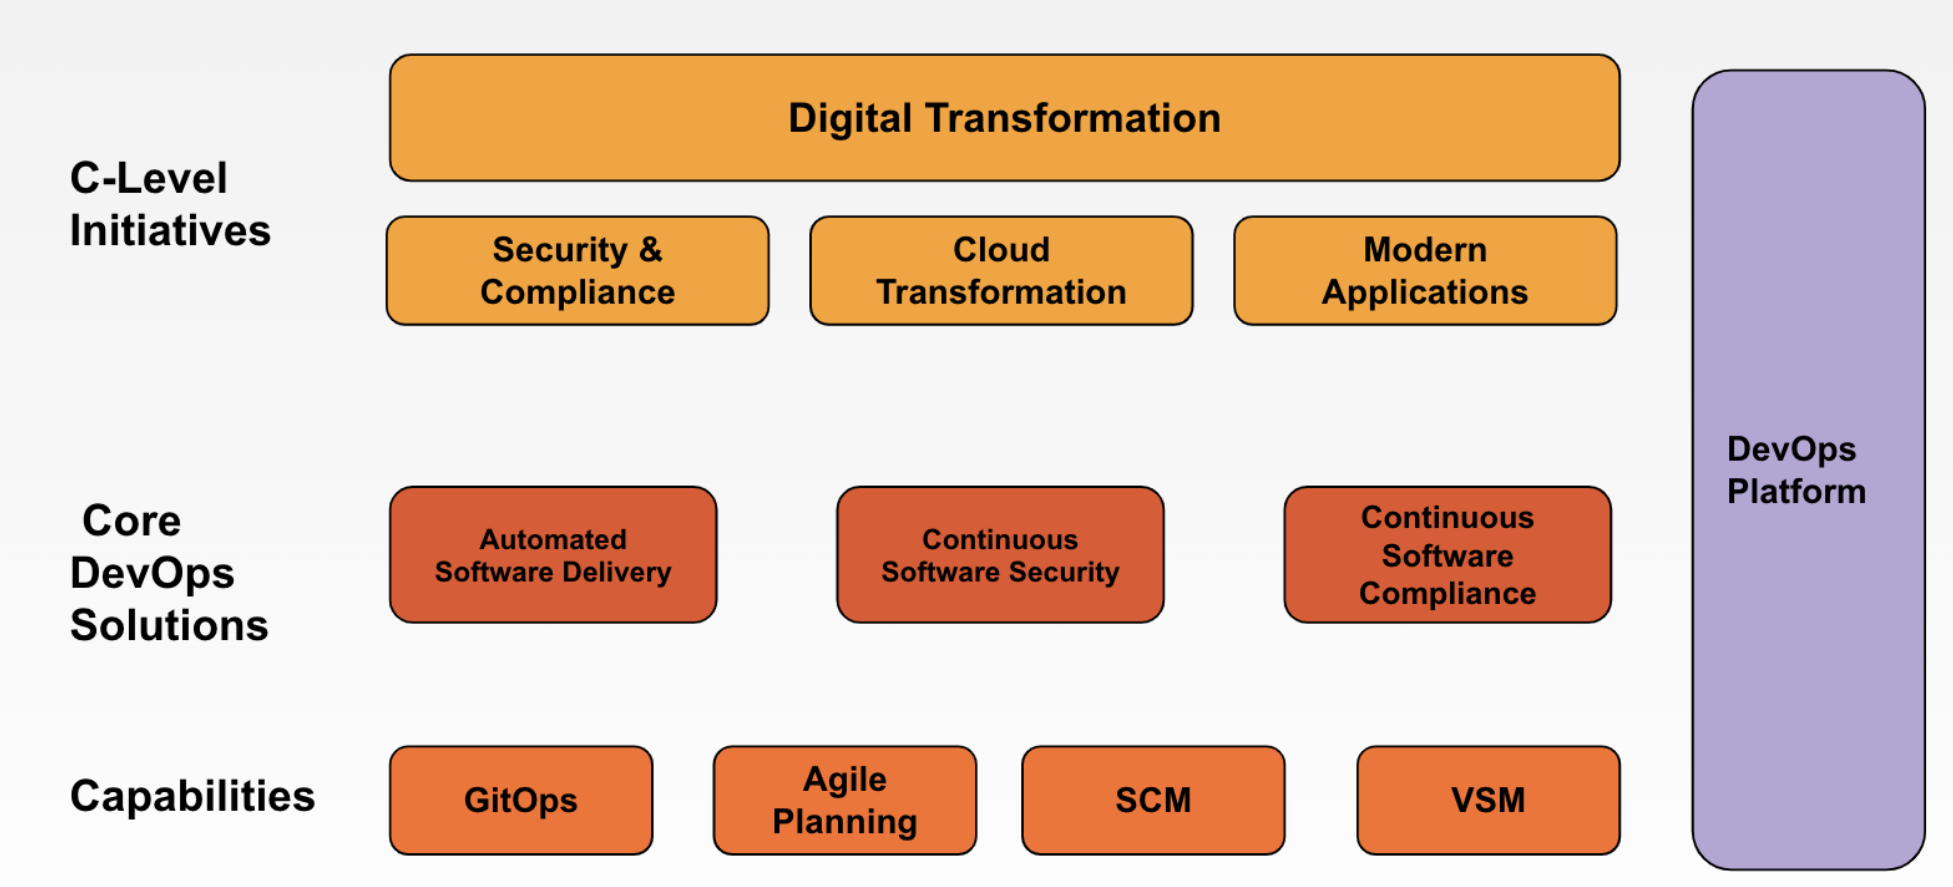 Digital Transformation
C-Level
Initiatives
Security &
Compliance
Cloud
Transformation
Modern
Applications
Core
DevOps
Solutions
Automated
Software Delivery
Continuous
Software Security
Continuous
Software
Compliance
Capabilities
GitOps
Agile
Planning
SCM
VSM
DevOps
Platform